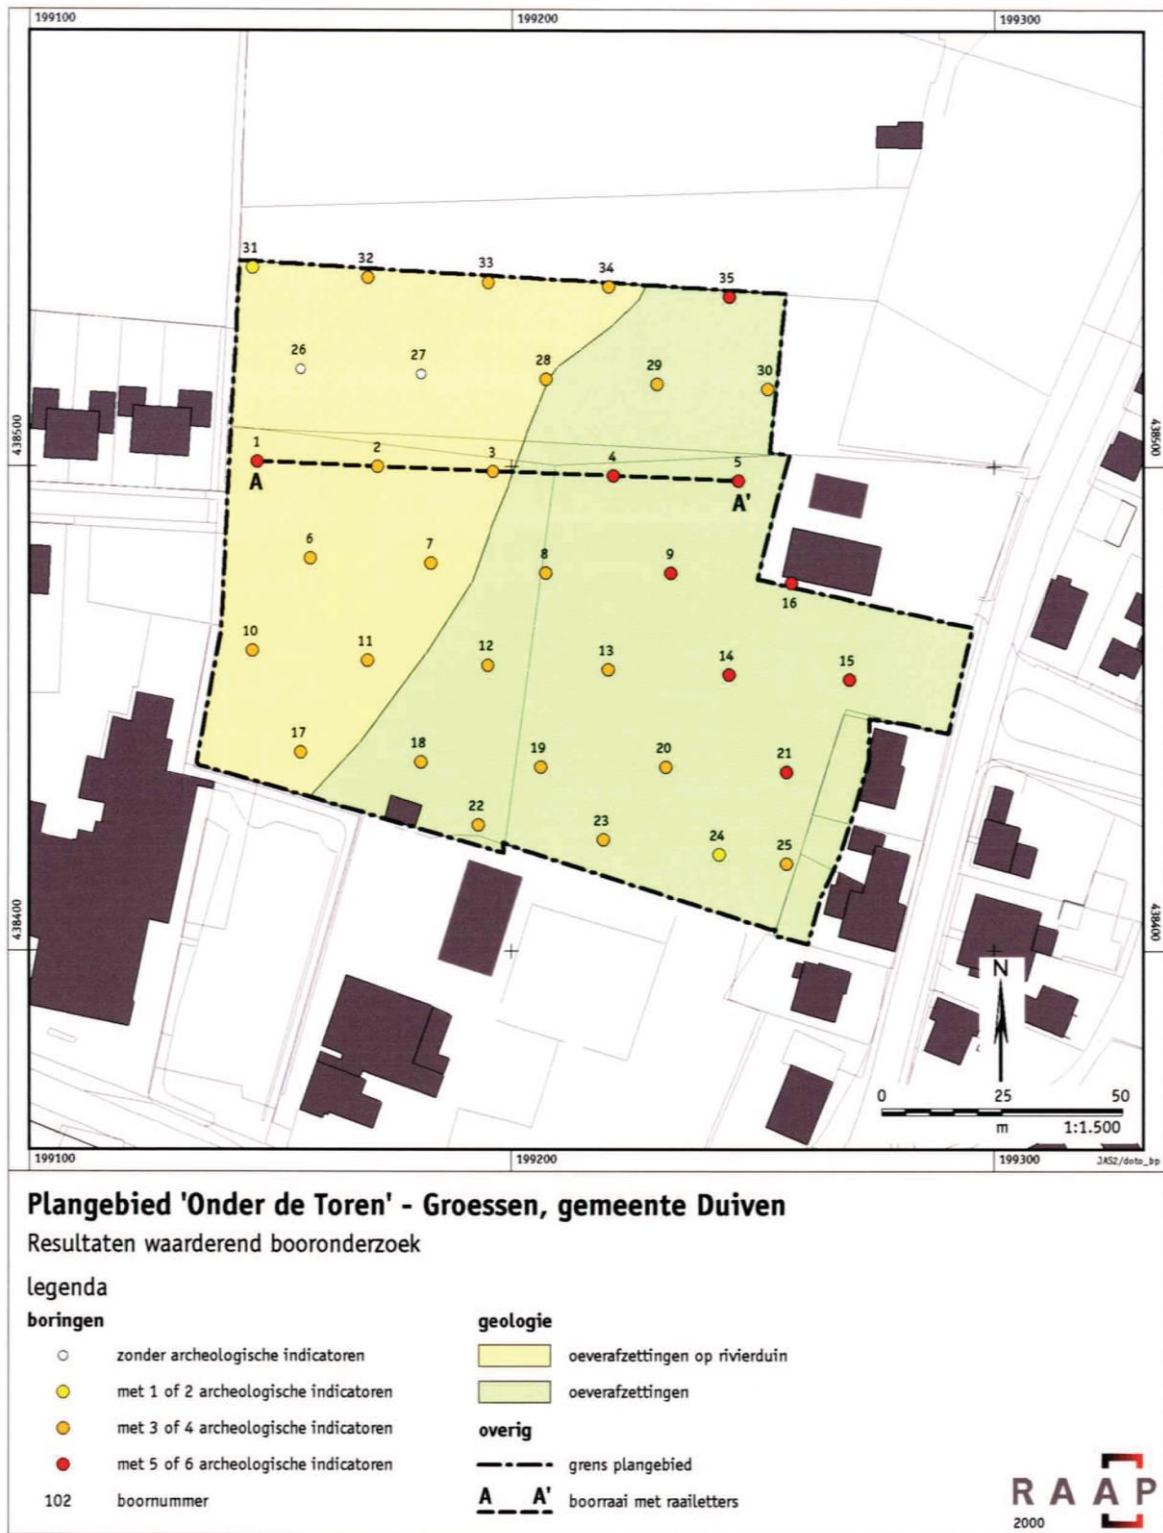 199100 199200 199300
31
32
33
34
35
26
27
28
29
30
438500 438500
1
2
3
4
5
A A'
6
7
8
9
16
10
11
12
13
14
15
17
18
19
20
21
22
23
24
25
438400 438400
N
0 25 50
m 1:1.500
199100 199200 199300
Plangebied 'Onder de Toren' - Groessen, gemeente Duiven
Resultaten waarderend booronderzoek
legenda
boringen
zonder archeologische indicatoren
met 1 of 2 archeologische indicatoren
met 3 of 4 archeologische indicatoren
met 5 of 6 archeologische indicatoren
102 boornummer
geologie
oeverafzettingen op rivierduin
oeverafzettingen
overig
grens plangebied
A A' boorraai met raailetters
RAAP
2000